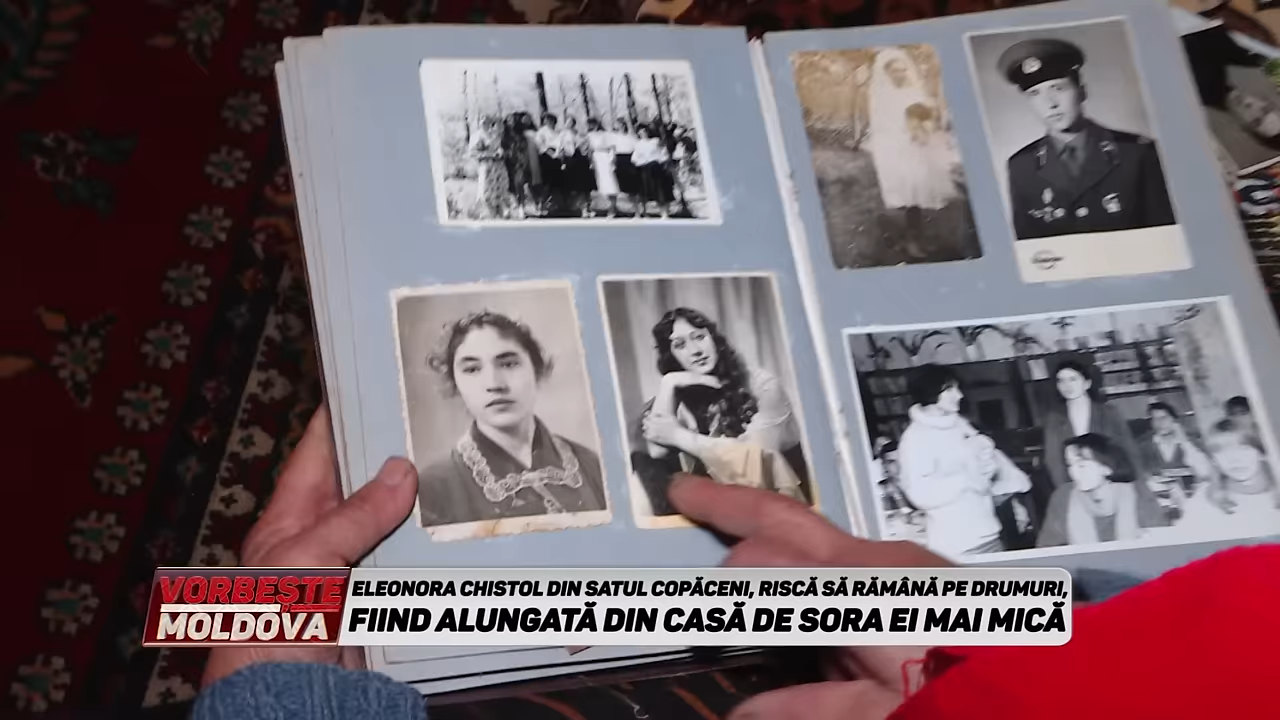 VORBEȘTE
MOLDOVA
ELEONORA CHISTOL DIN SATUL COPĂCENI, RISCĂ SĂ RĂMÂNĂ PE DRUMURI,
FIIND ALUNGATĂ DIN CASĂ DE SORA EI MAI MICĂ